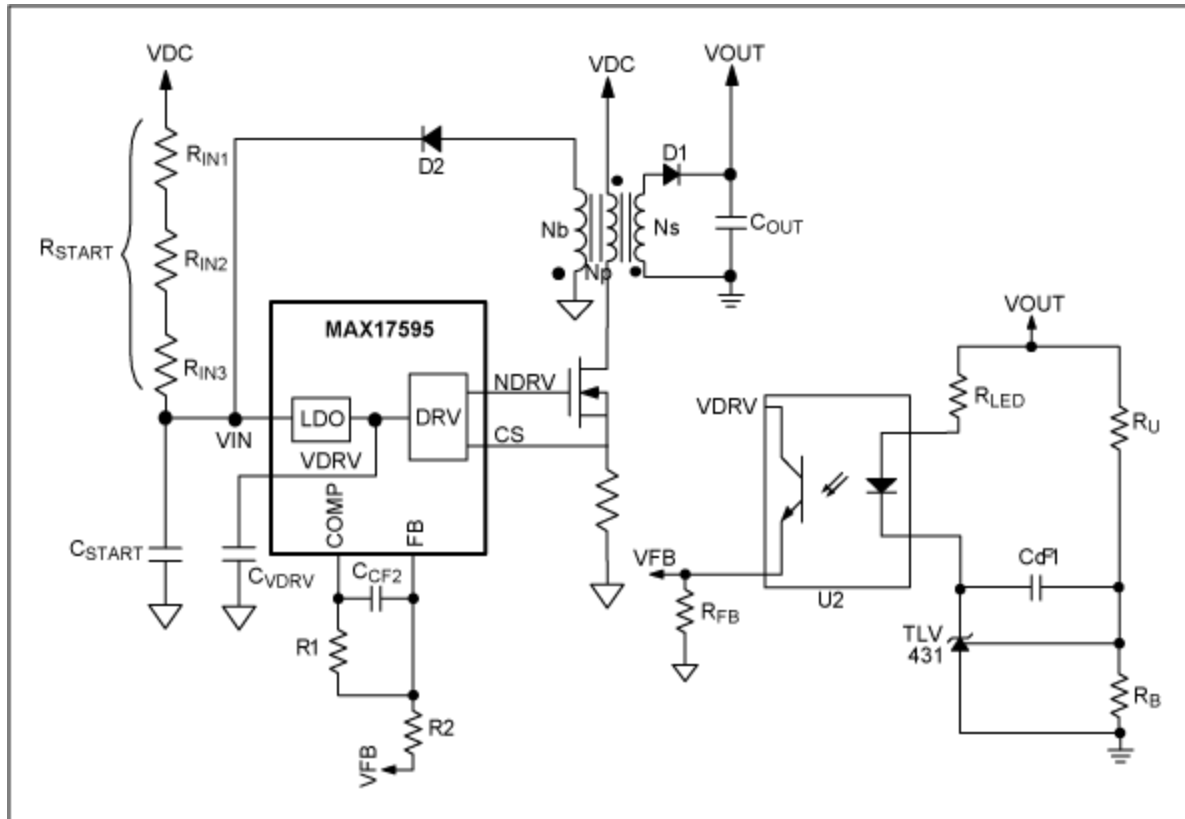 VDC
VDC
VOUT
RIN1
D2
D1
RSTART
RIN2
Nb
Ns
COUT
Np
MAX17595
VOUT
RIN3
NDRV
RLED
LDO
DRV
VDRV
RU
VIN
CS
VDRV
COMP
FB
CSTART
CVDRV
CCF2
VFB
U2
RFB
TLV
431
R1
RB
R2
VFB